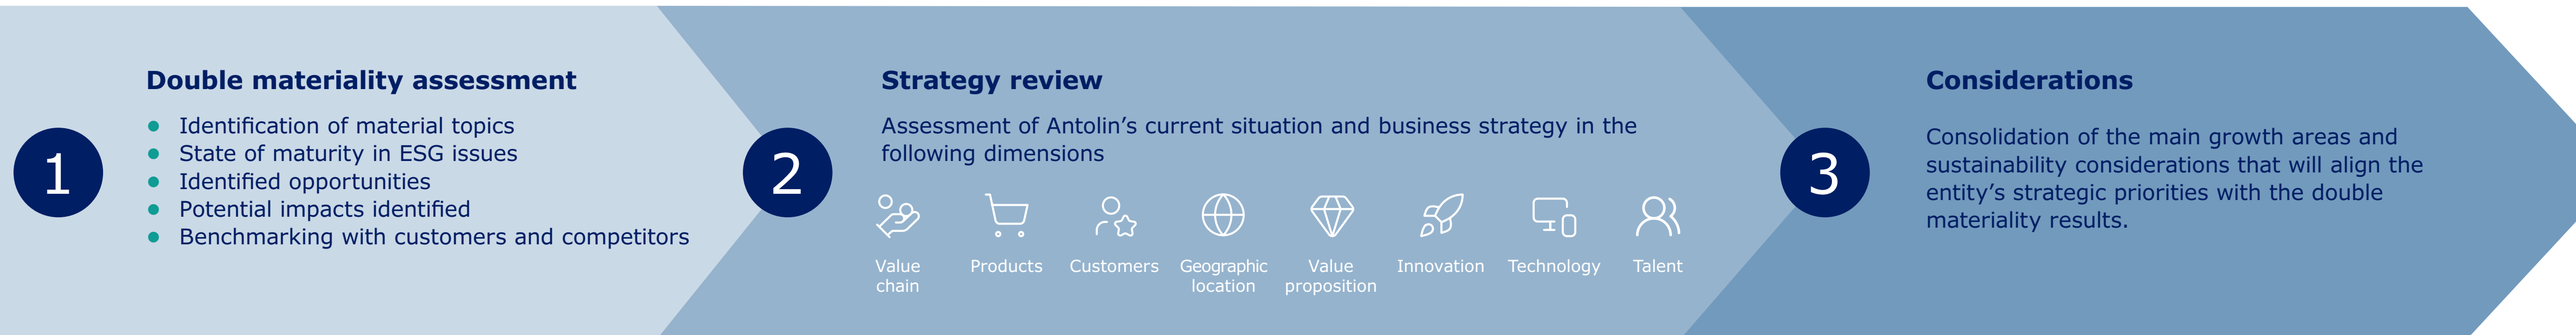 1
Double materiality assessment
● Identification of material topics
● State of maturity in ESG issues
● Identified opportunities
● Potential impacts identified
● Benchmarking with customers and competitors
2
Strategy review
Assessment of Antolin’s current situation and business strategy in the
following dimensions
Value
chain
Products
Customers
Geographic
location
Value
proposition
Innovation
Technology
Talent
3
Considerations
Consolidation of the main growth areas and
sustainability considerations that will align the
entity’s strategic priorities with the double
materiality results.